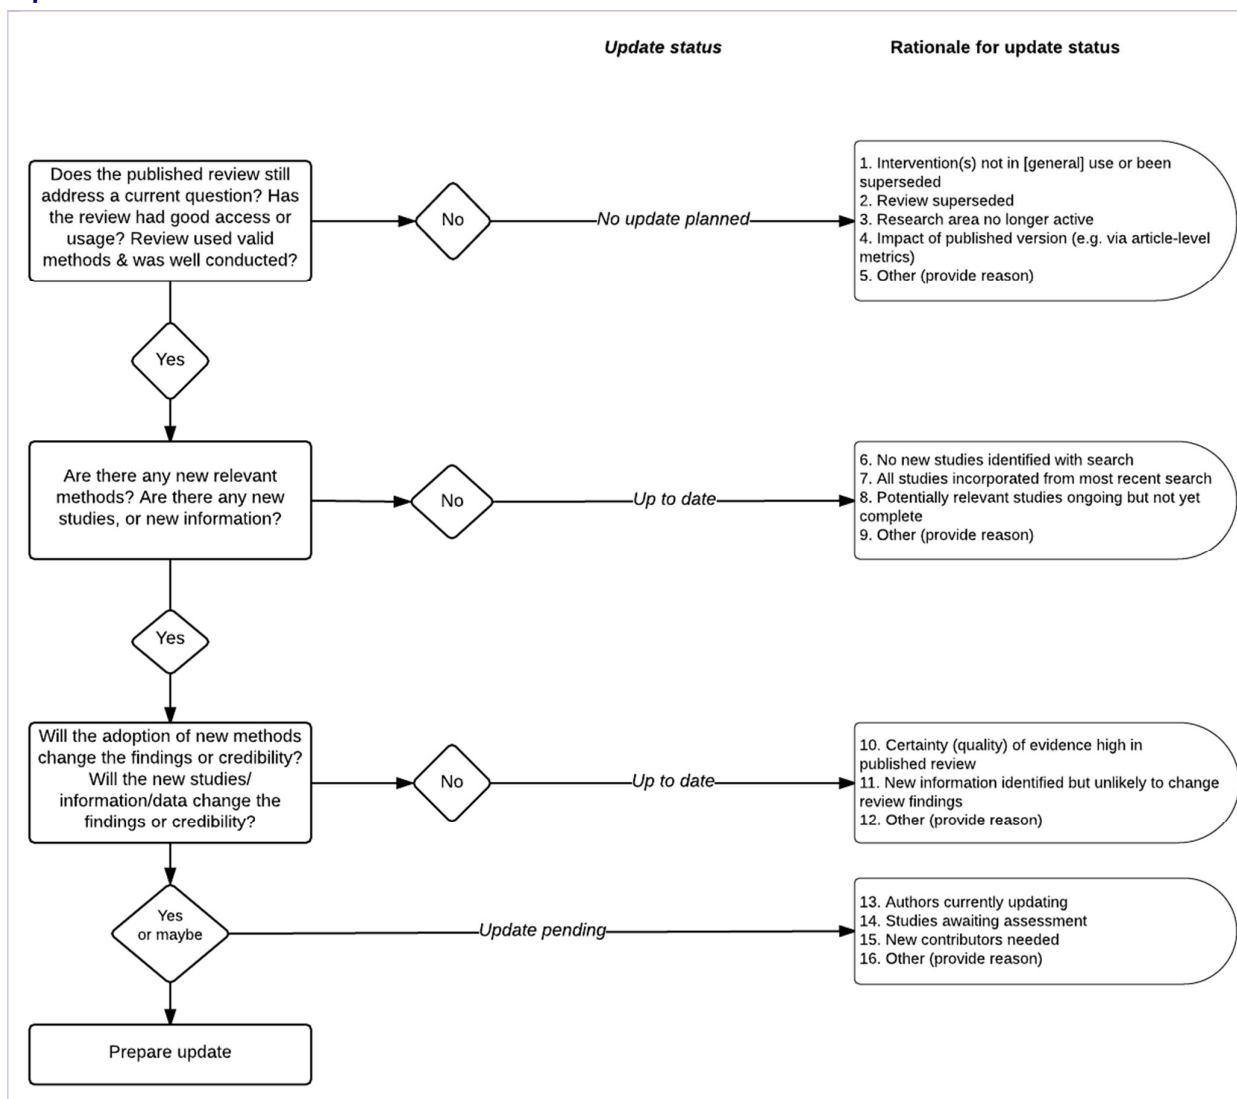 Update status
Rationale for update status
Does the published review still
address a current question? Has
the review had good access or
usage? Review used valid
methods & was well conducted?
No
No update planned
1. Intervention(s) not in [general] use or been
superseded
2. Review superseded
3. Research area no longer active
4. Impact of published version (e.g. via article-level
metrics)
5. Other (provide reason)
Yes
Are there any new relevant
methods? Are there any new
studies, or new information?
No
Up to date
6. No new studies identified with search
7. All studies incorporated from most recent search
8. Potentially relevant studies ongoing but not yet
complete
9. Other (provide reason)
Yes
Will the adoption of new methods
change the findings or credibility?
Will the new studies/
information/data change the
findings or credibility?
No
Up to date
10. Certainty (quality) of evidence high in
published review
11. New information identified but unlikely to change
review findings
12. Other (provide reason)
Yes
or maybe
Update pending
13. Authors currently updating
14. Studies awaiting assessment
15. New contributors needed
16. Other (provide reason)
Prepare update